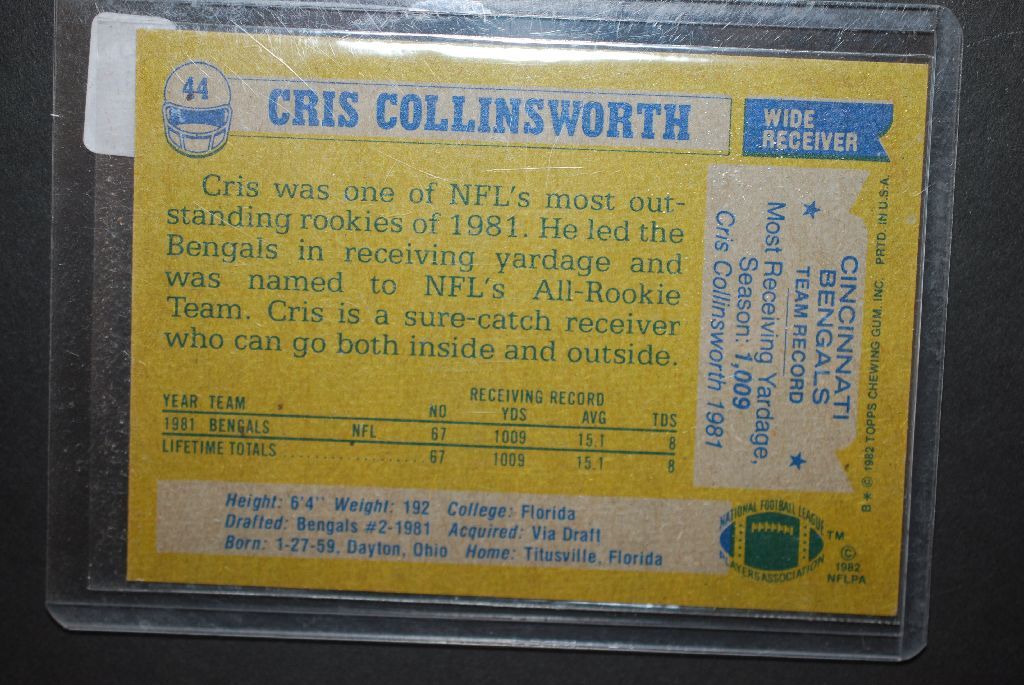 44
CRIS COLLINSWORTH
WIDE
RECEIVER
Cris was one of NFL's most out-
standing rookies of 1981. He led the
Bengals in receiving yardage and
was named to NFL's All-Rookie
Team. Cris is a sure-catch receiver
who can go both inside and outside.
CINCINNATI
BENGALS
TEAM RECORD
Most Receiving Yardage,
Season: 1,009
Cris Collinsworth 1981
B* © 1982 TOPPS CHEWING GUM, INC. PRTD. IN U.S.A.
RECEIVING RECORD
YEAR TEAM NO YDS AVG TDS
1981 BENGALS NFL 67 1009 15.1 8
LIFETIME TOTALS .................... 67 1009 15.1 8
Height: 6'4" Weight: 192 College: Florida
Drafted: Bengals #2-1981 Acquired: Via Draft
Born: 1-27-59, Dayton, Ohio Home: Titusville, Florida
NATIONAL FOOTBALL LEAGUE
PLAYERS ASSOCIATION
TM
©
1982
NFLPA